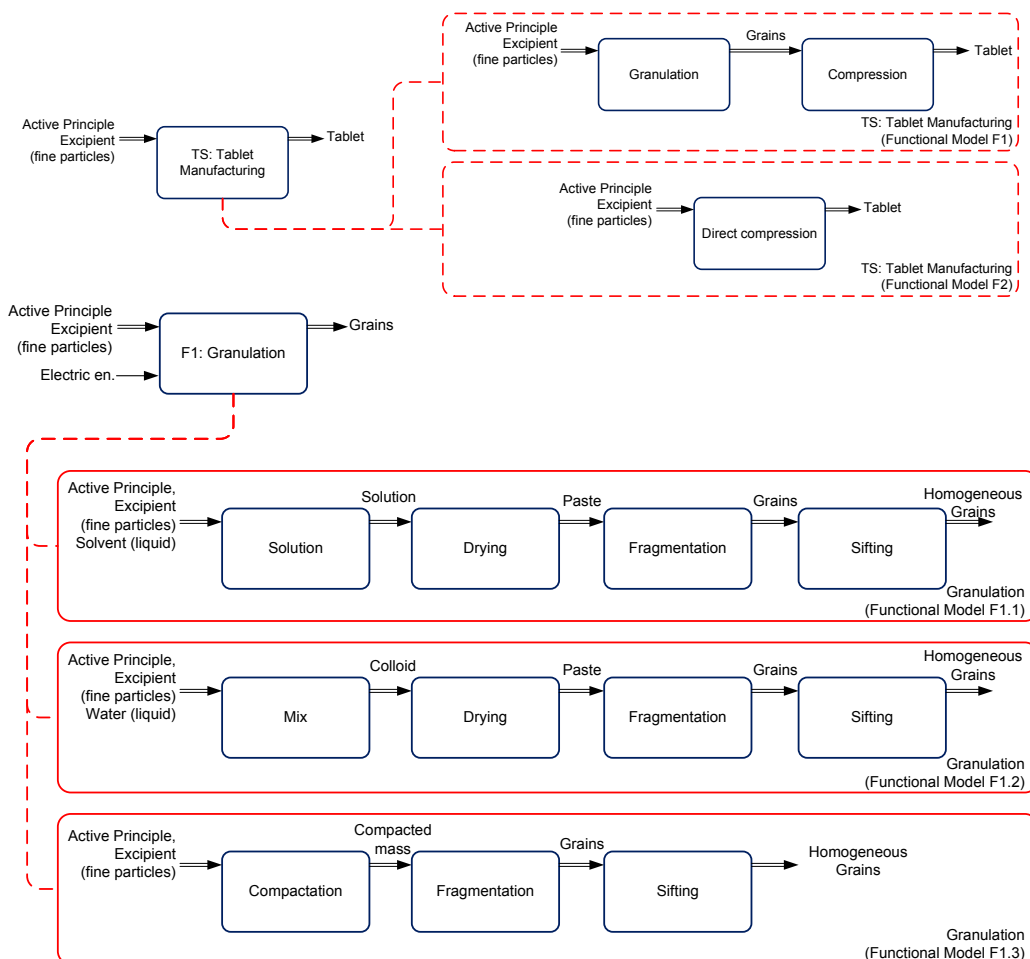 Active Principle
Excipient
(fine particles)
Grains
Tablet
Granulation
Compression
TS: Tablet Manufacturing
(Functional Model F1)
Active Principle
Excipient
(fine particles)
Tablet
TS: Tablet
Manufacturing
Active Principle
Excipient
(fine particles)
Tablet
Direct compression
TS: Tablet Manufacturing
(Functional Model F2)
Active Principle
Excipient
(fine particles)
Grains
F1: Granulation
Electric en.
Active Principle,
Excipient
(fine particles)
Solvent (liquid)
Solution
Paste
Grains
Homogeneous
Grains
Solution
Drying
Fragmentation
Sifting
Granulation
(Functional Model F1.1)
Active Principle,
Excipient
(fine particles)
Water (liquid)
Colloid
Paste
Grains
Homogeneous
Grains
Mix
Drying
Fragmentation
Sifting
Granulation
(Functional Model F1.2)
Active Principle,
Excipient
(fine particles)
Compacted
mass
Grains
Homogeneous
Grains
Compactation
Fragmentation
Sifting
Granulation
(Functional Model F1.3)